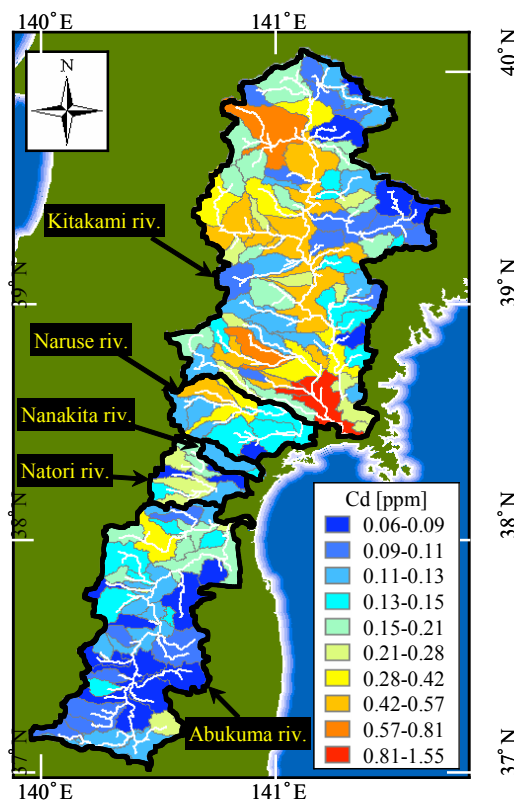 140°E 141°E
N
40°N
Kitakami riv.
39°N 39°N
Naruse riv.
Nanakita riv.
Natori riv.
38°N 38°N
Cd [ppm]
0.06-0.09
0.09-0.11
0.11-0.13
0.13-0.15
0.15-0.21
0.21-0.28
0.28-0.42
0.42-0.57
0.57-0.81
0.81-1.55
Abukuma riv.
37°N 37°N
140°E 141°E